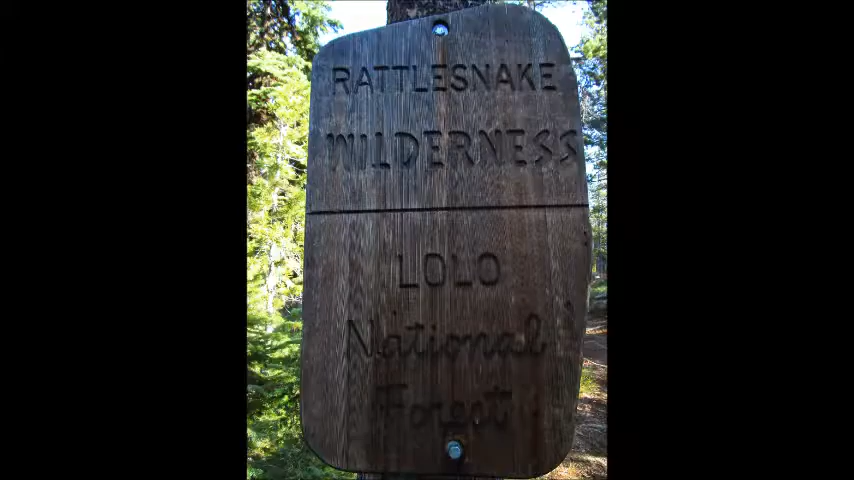 RATTLESNAKE
WILDERNESS
LOLO
National
Forest